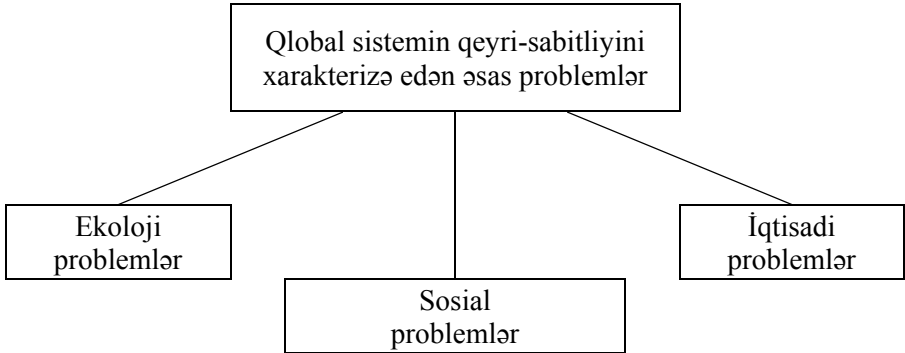 Qlobal sistemin qeyri-sabitliyini
xarakterizə edən əsas problemlər
Ekoloji
problemlər
Sosial
problemlər
İqtisadi
problemlər